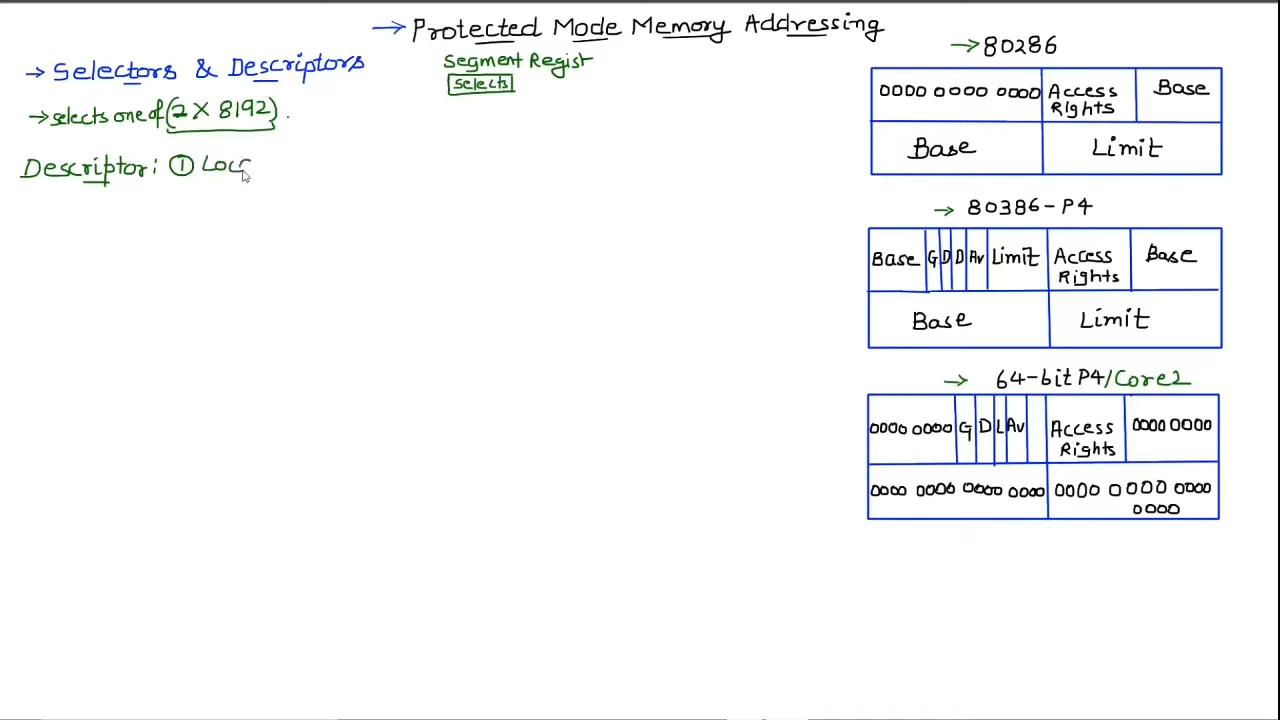 → Protected Mode Memory Addressing
→ Selectors & Descriptors
Segment Regist
selects
→ selects one of (2 X 8192).
Descriptor: ① Loc
→ 80286
0000 0000 0000 Access Rights Base
Base Limit
→ 80386-P4
Base G D D Av Limit Access Rights Base
Base Limit
→ 64-bit P4/Core2
0000 0000 G D L Av Access Rights 0000 0000
0000 0000 0000 0000 0000 0000 0000
0000